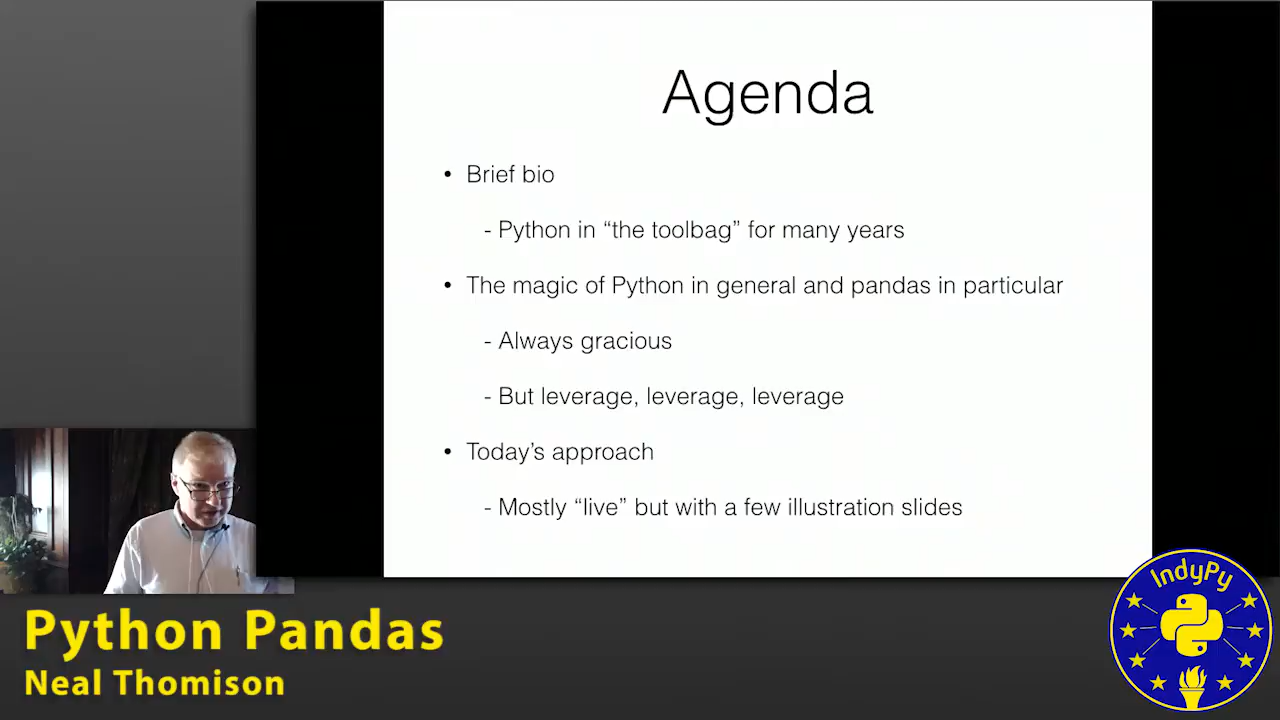 Agenda
• Brief bio
- Python in “the toolbag” for many years
• The magic of Python in general and pandas in particular
- Always gracious
- But leverage, leverage, leverage
• Today’s approach
- Mostly “live” but with a few illustration slides
IndyPy
Python Pandas
Neal Thomison